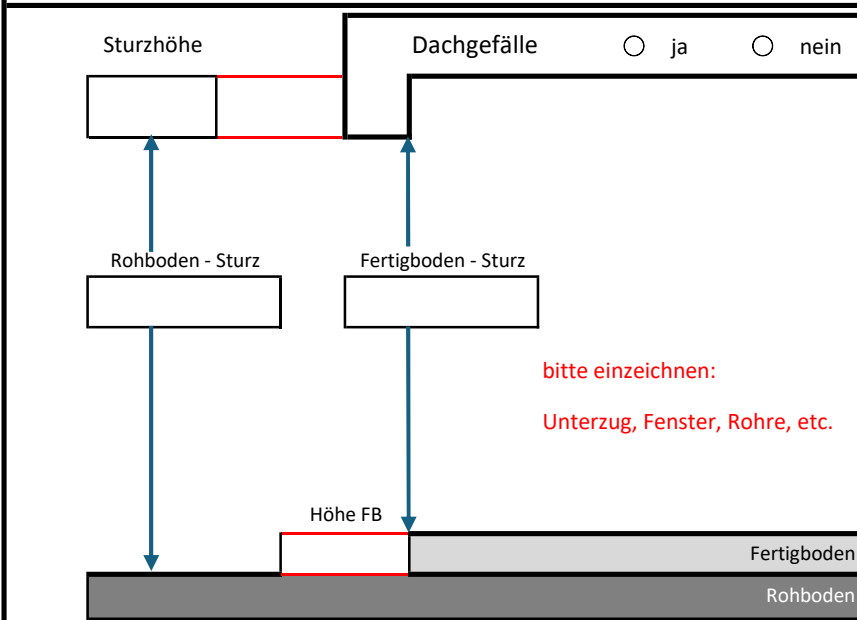 Sturzhöhe
Dachgefälle ja nein
Rohboden - Sturz
Fertigboden - Sturz
bitte einzeichnen:
Unterzug, Fenster, Rohre, etc.
Höhe FB
Fertigboden
Rohboden